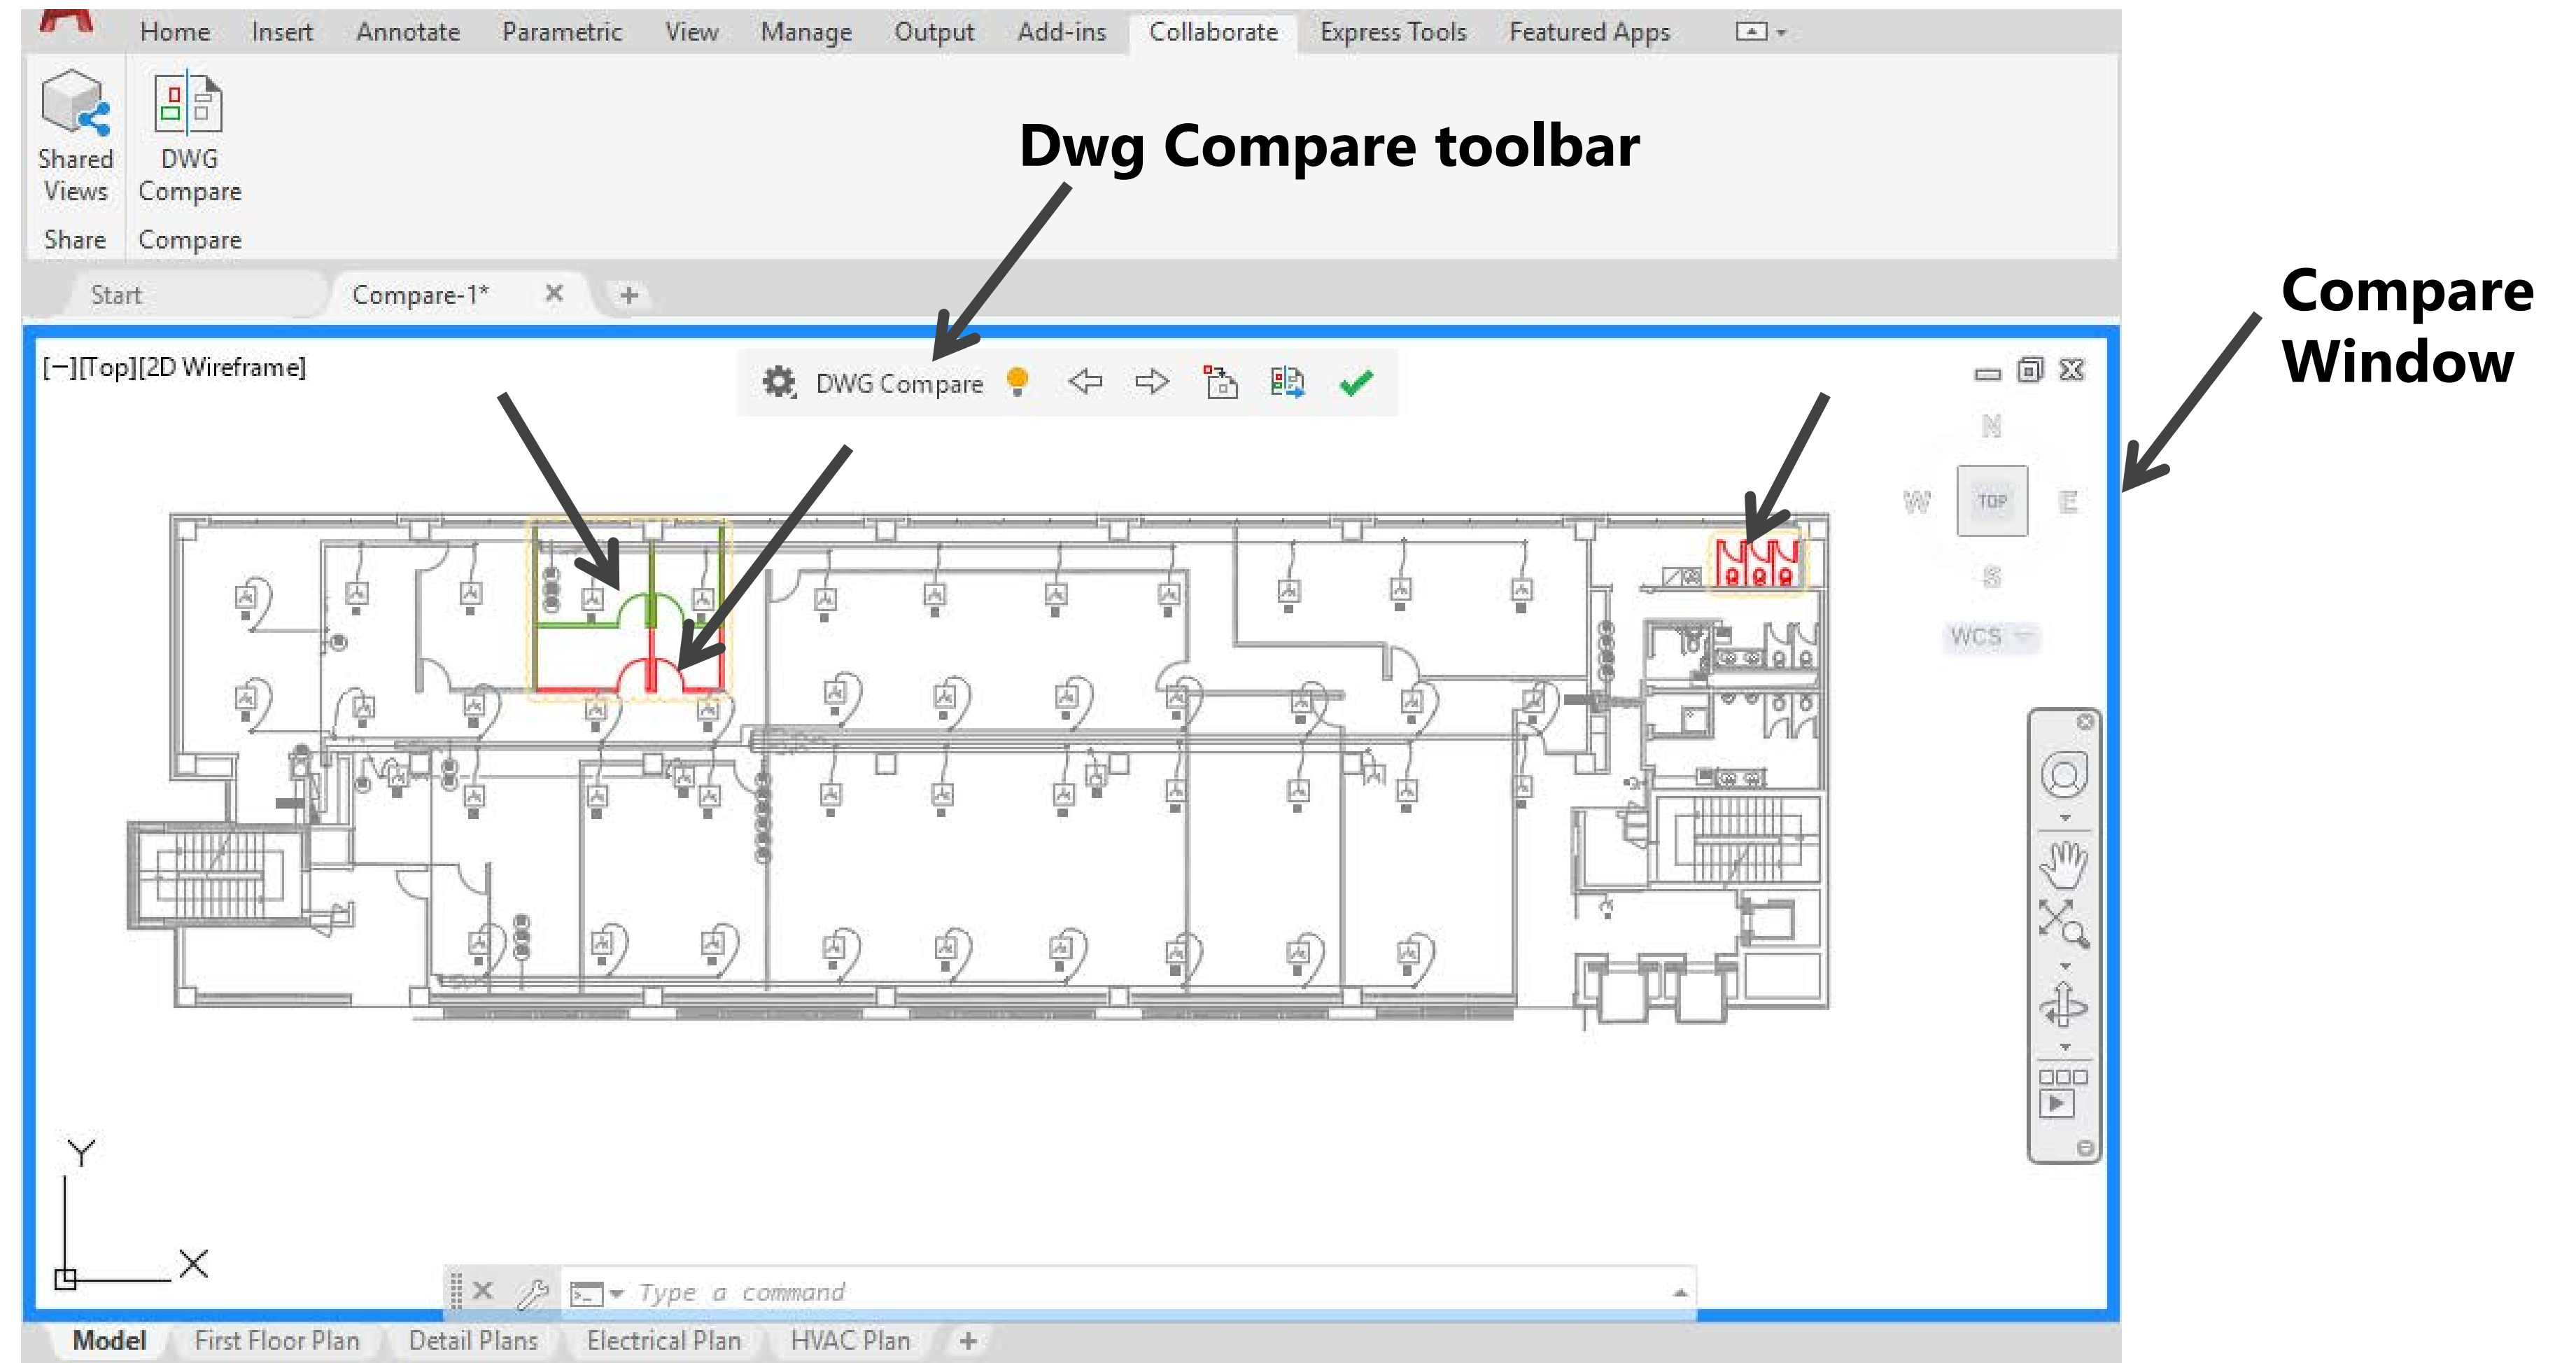 Home Insert Annotate Parametric View Manage Output Add-ins Collaborate Express Tools Featured Apps
Shared Views
DWG Compare
Share Compare
Dwg Compare toolbar
Start Compare-1*
Compare
Window
[−][Top][2D Wireframe]
DWG Compare
N
W TOP E
S
WCS
Y
X
Type a command
Model First Floor Plan Detail Plans Electrical Plan HVAC Plan +